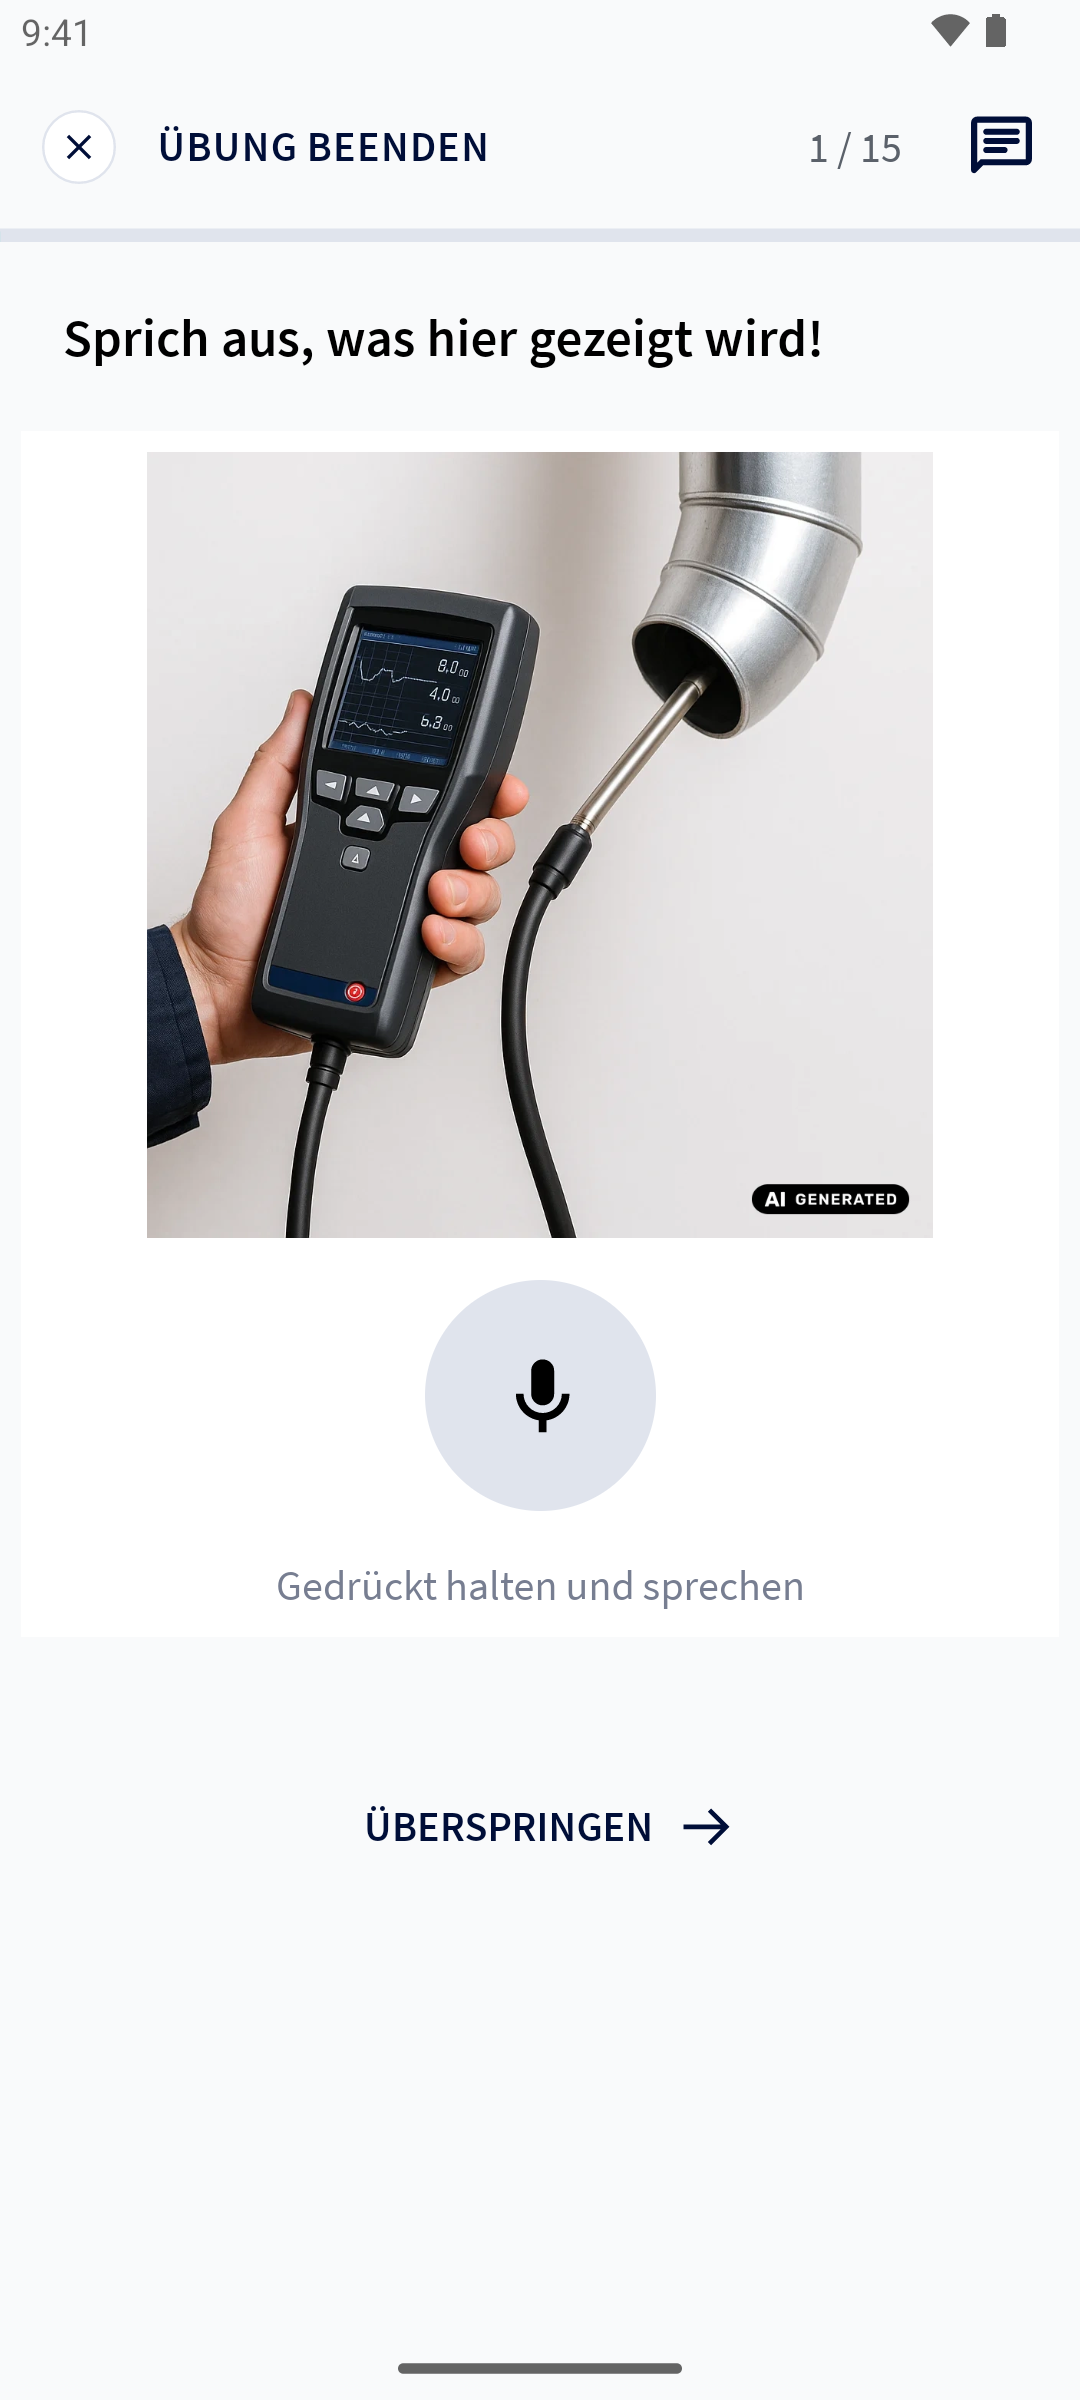 9:41
ÜBUNG BEENDEN
1 / 15
Sprich aus, was hier gezeigt wird!
8.0
4.0
6.3
AI GENERATED
Gedrückt halten und sprechen
ÜBERSPRINGEN